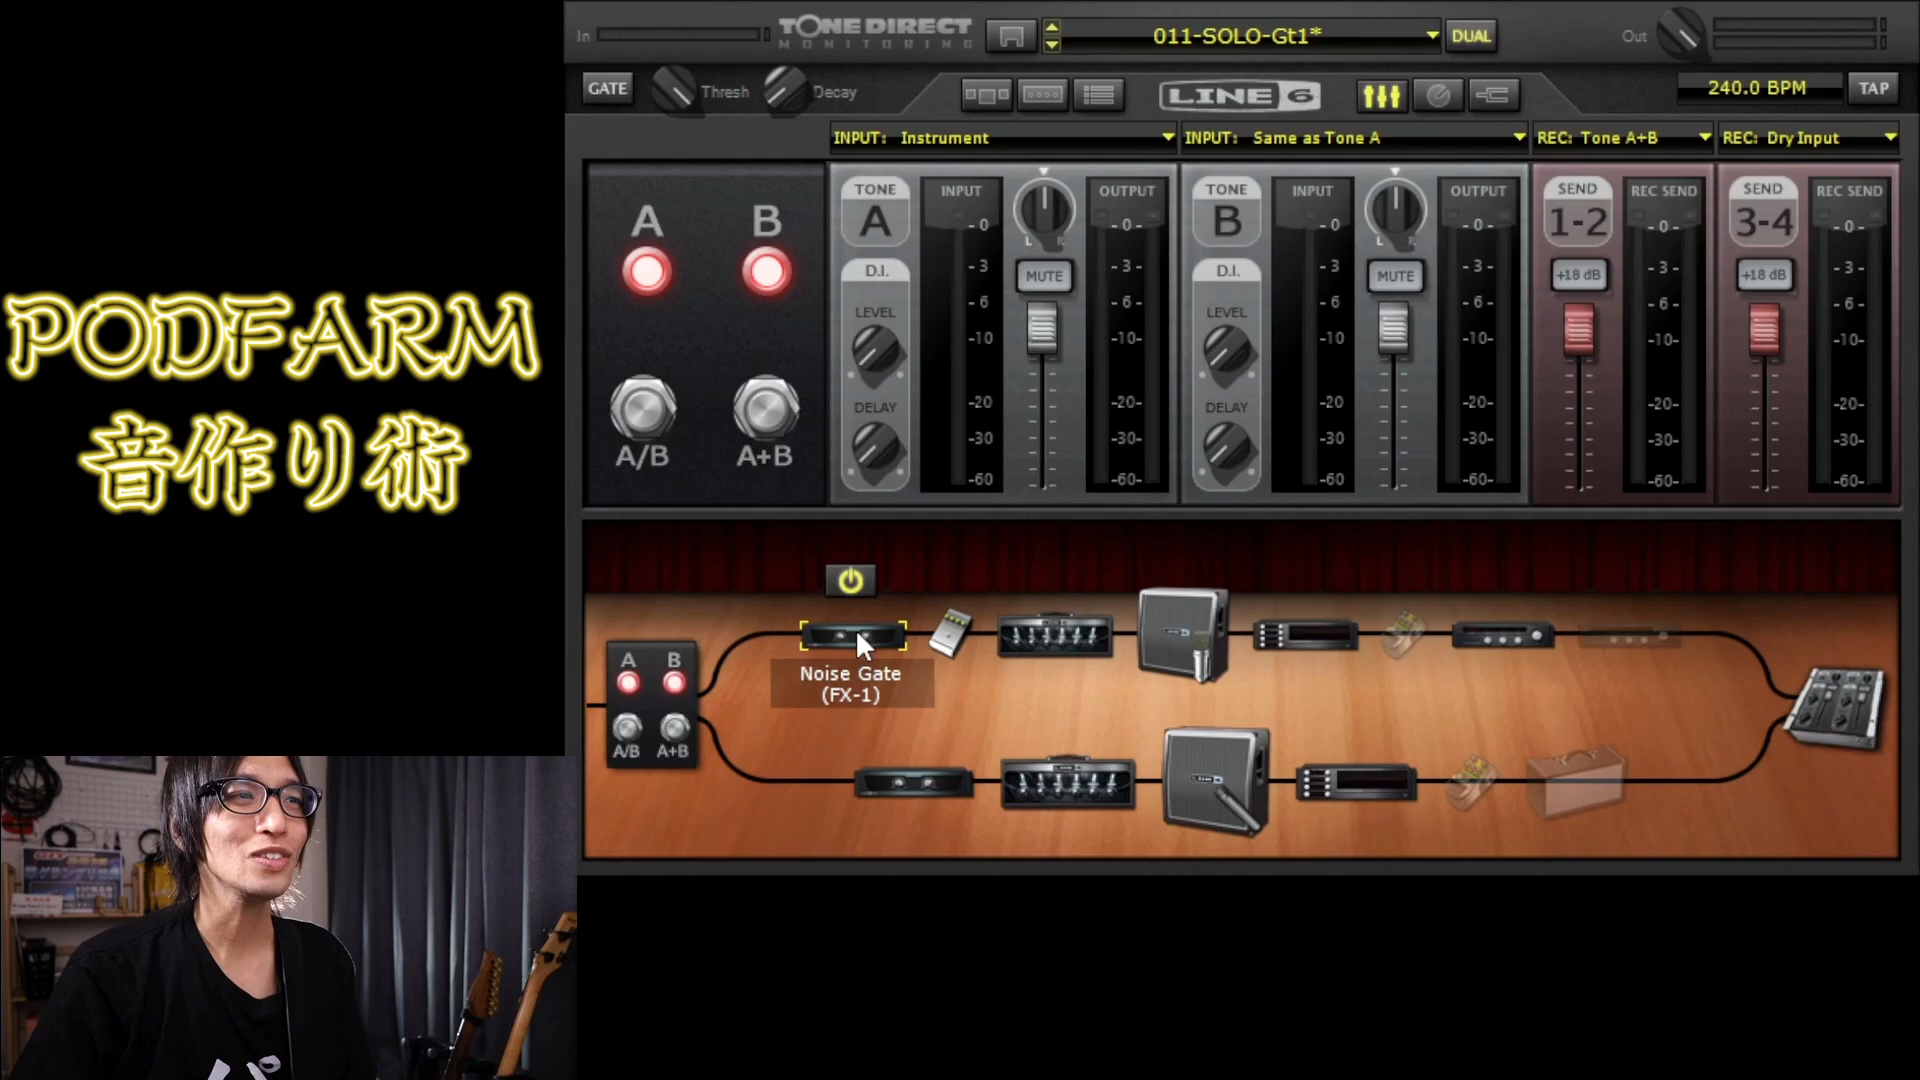 In
TONE DIRECT
MONITORING
011-SOLO-Gt1*
DUAL
Out
GATE
Thresh
Decay
LINE 6
240.0 BPM
TAP
INPUT: Instrument
INPUT: Same as Tone A
REC: Tone A+B
REC: Dry Input
A
B
A/B
A+B
TONE
A
INPUT
OUTPUT
L
R
MUTE
D.I.
LEVEL
DELAY
-0
-3
-6
-10
-20
-30
-60
-0-
-3-
-6-
-10-
-20-
-30-
-60-
TONE
B
INPUT
OUTPUT
L
R
MUTE
D.I.
LEVEL
DELAY
-0
-3
-6
-10
-20
-30
-60
-0-
-3-
-6-
-10-
-20-
-30-
-60-
SEND
1-2
REC SEND
+18 dB
-0-
-3-
-6-
-10-
-20-
-30-
-60-
SEND
3-4
REC SEND
+18 dB
-0-
-3-
-6-
-10-
-20-
-30-
-60-
PODFARM
音作り術
A B
A/B A+B
Noise Gate
(FX-1)